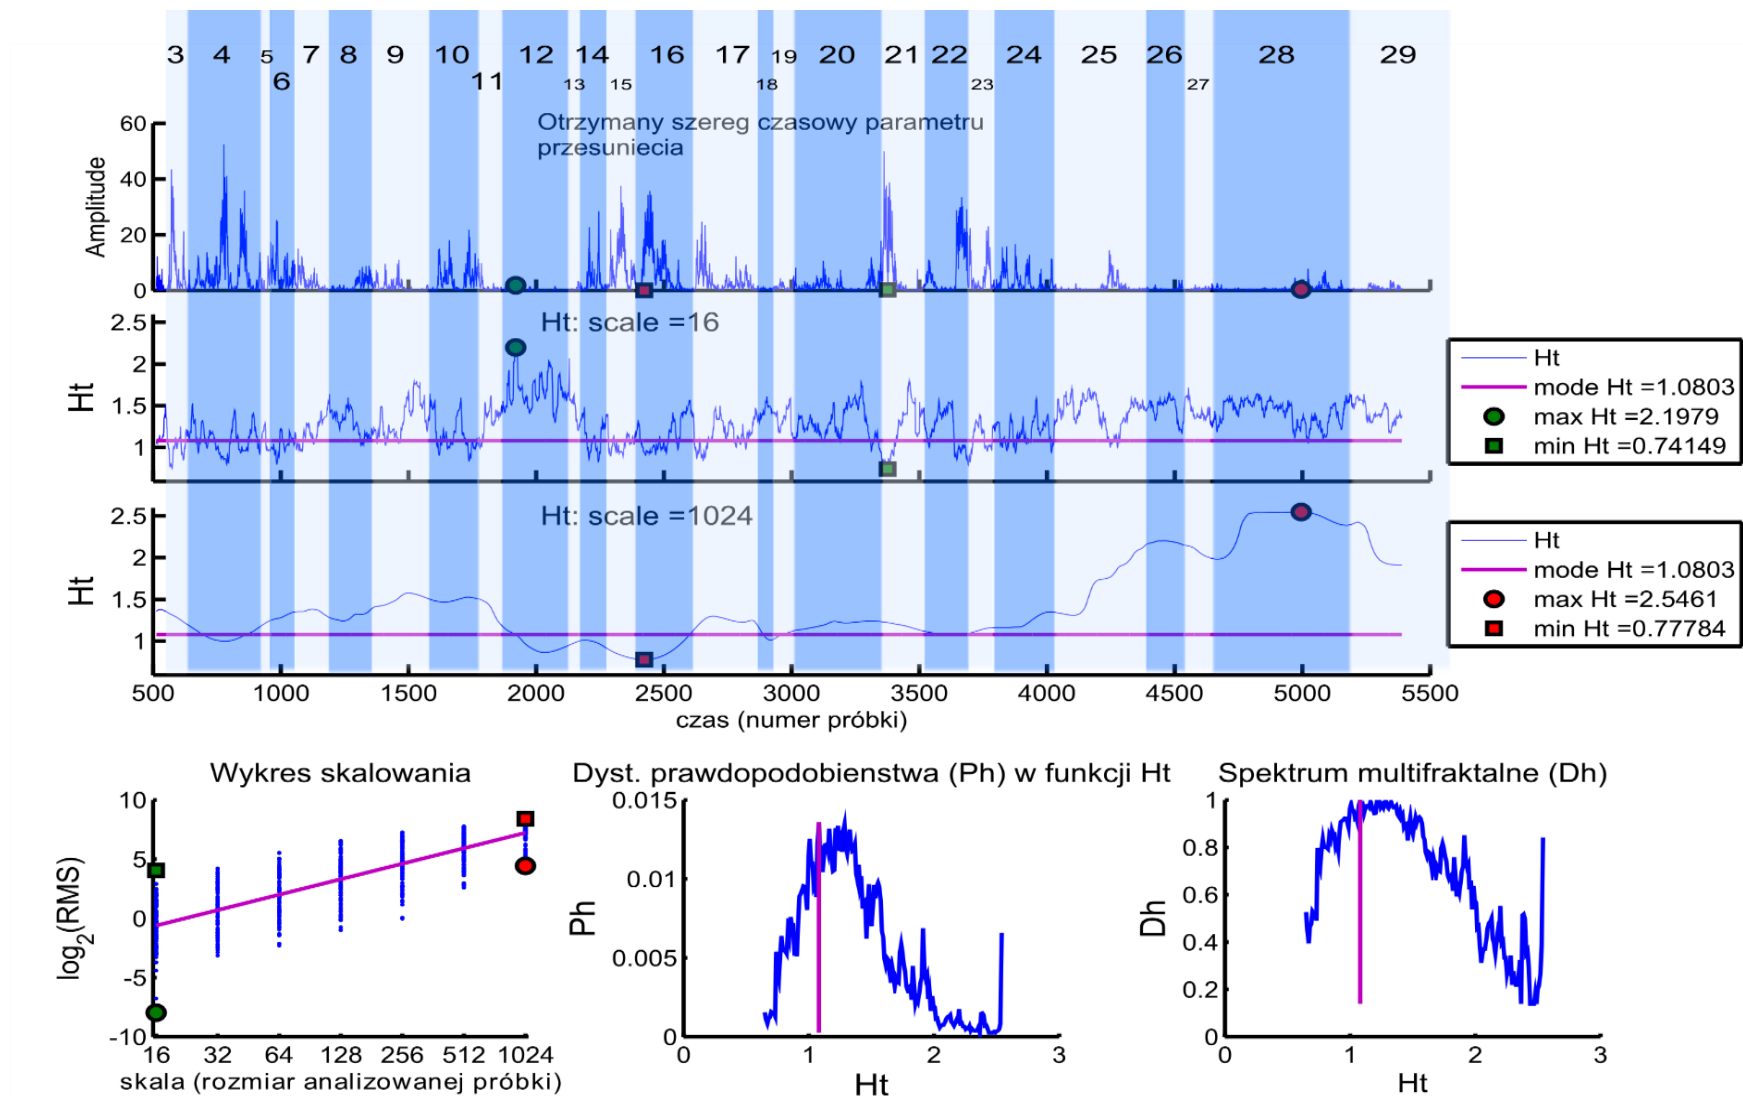 3 4 5 6 7 8 9 10 11 12 13 14 15 16 17 18 19 20 21 22 23 24 25 26 27 28 29
Otrzymany szereg czasowy parametru
przesuniecia
Amplitude
60
40
20
0
Ht: scale =16
Ht
2.5
2
1.5
1
Ht
mode Ht =1.0803
max Ht =2.1979
min Ht =0.74149
Ht: scale =1024
Ht
2.5
2
1.5
1
Ht
mode Ht =1.0803
max Ht =2.5461
min Ht =0.77784
500 1000 1500 2000 2500 3000 3500 4000 4500 5000 5500
czas (numer próbki)
Wykres skalowania
log2(RMS)
10
5
0
-5
-10
16 32 64 128 256 512 1024
skala (rozmiar analizowanej próbki)
Dyst. prawdopodobienstwa (Ph) w funkcji Ht
Ph
0.015
0.01
0.005
0
0 1 2 3
Ht
Spektrum multifraktalne (Dh)
Dh
1
0.8
0.6
0.4
0.2
0
0 1 2 3
Ht